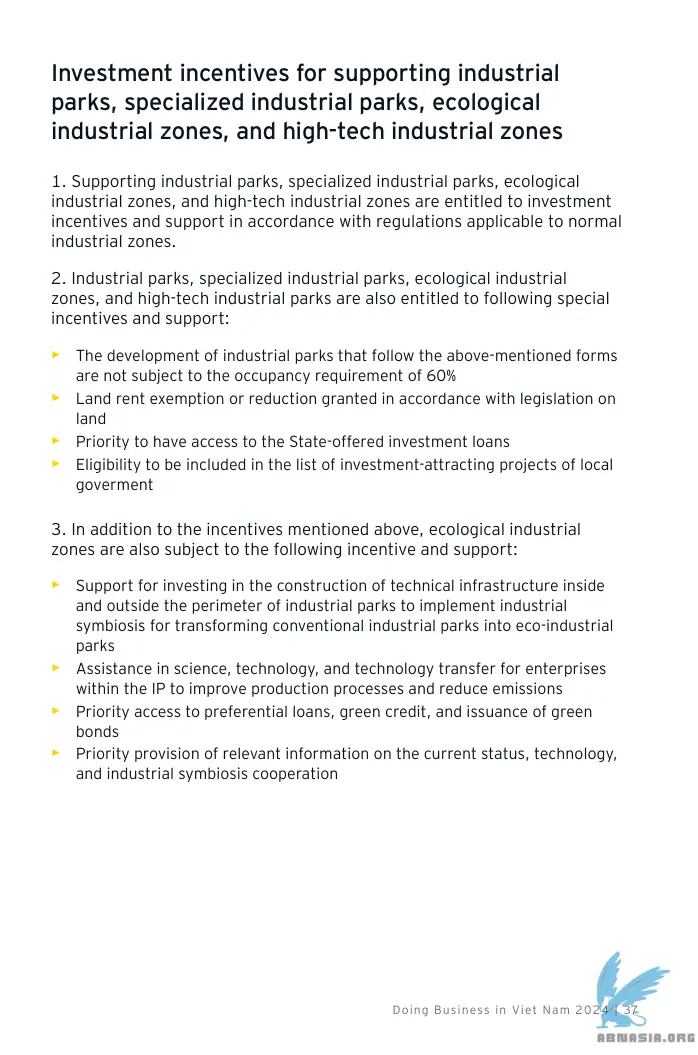 Investment incentives for supporting industrial
parks, specialized industrial parks, ecological
industrial zones, and high-tech industrial zones
1. Supporting industrial parks, specialized industrial parks, ecological
industrial zones, and high-tech industrial zones are entitled to investment
incentives and support in accordance with regulations applicable to normal
industrial zones.
2. Industrial parks, specialized industrial parks, ecological industrial
zones, and high-tech industrial parks are also entitled to following special
incentives and support:
► The development of industrial parks that follow the above-mentioned forms
are not subject to the occupancy requirement of 60%
► Land rent exemption or reduction granted in accordance with legislation on
land
► Priority to have access to the State-offered investment loans
► Eligibility to be included in the list of investment-attracting projects of local
goverment
3. In addition to the incentives mentioned above, ecological industrial
zones are also subject to the following incentive and support:
► Support for investing in the construction of technical infrastructure inside
and outside the perimeter of industrial parks to implement industrial
symbiosis for transforming conventional industrial parks into eco-industrial
parks
► Assistance in science, technology, and technology transfer for enterprises
within the IP to improve production processes and reduce emissions
► Priority access to preferential loans, green credit, and issuance of green
bonds
► Priority provision of relevant information on the current status, technology,
and industrial symbiosis cooperation
Doing Business in Viet Nam 2024 | 37
ABNASIA.ORG